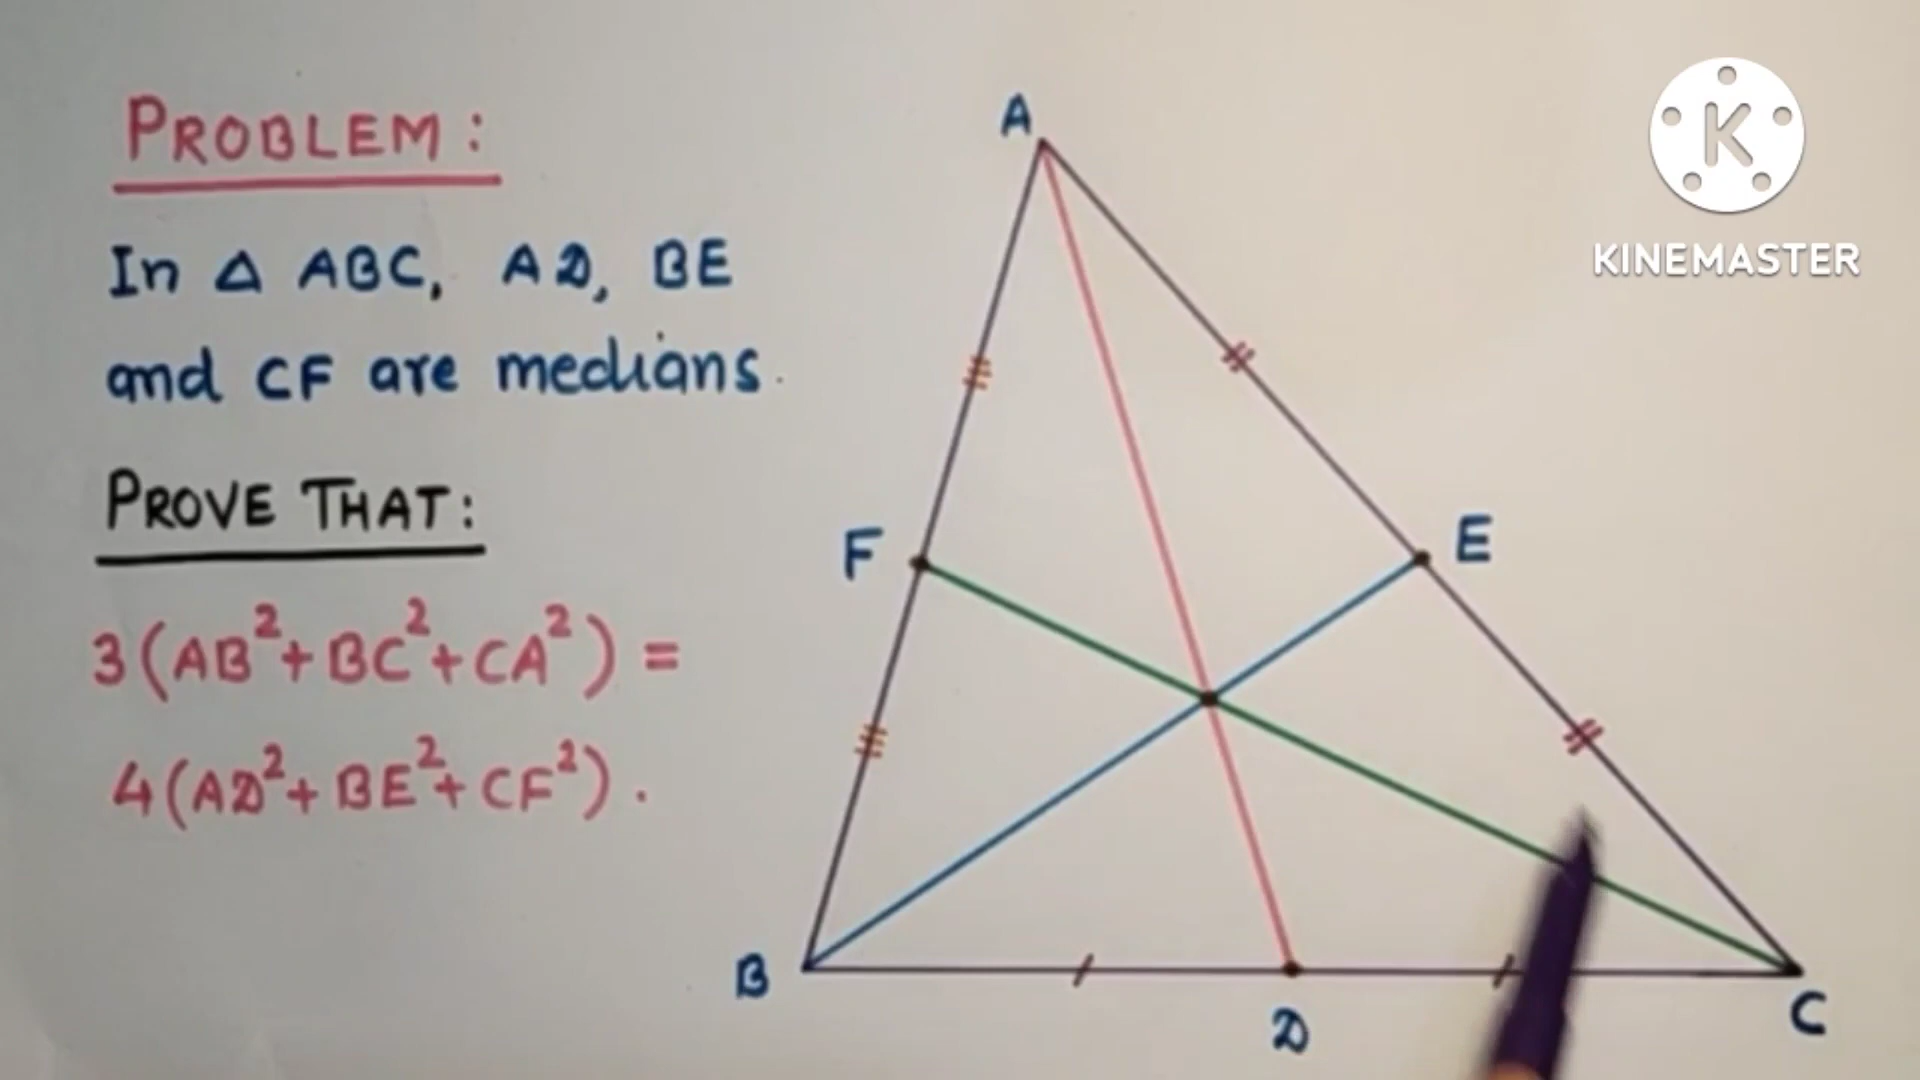 PROBLEM:
In Δ ABC, AD, BE
and CF are medians.
PROVE THAT:
3(AB²+BC²+CA²) =
4(AD²+BE²+CF²).
A
F
E
B
D
C
K
KINEMASTER